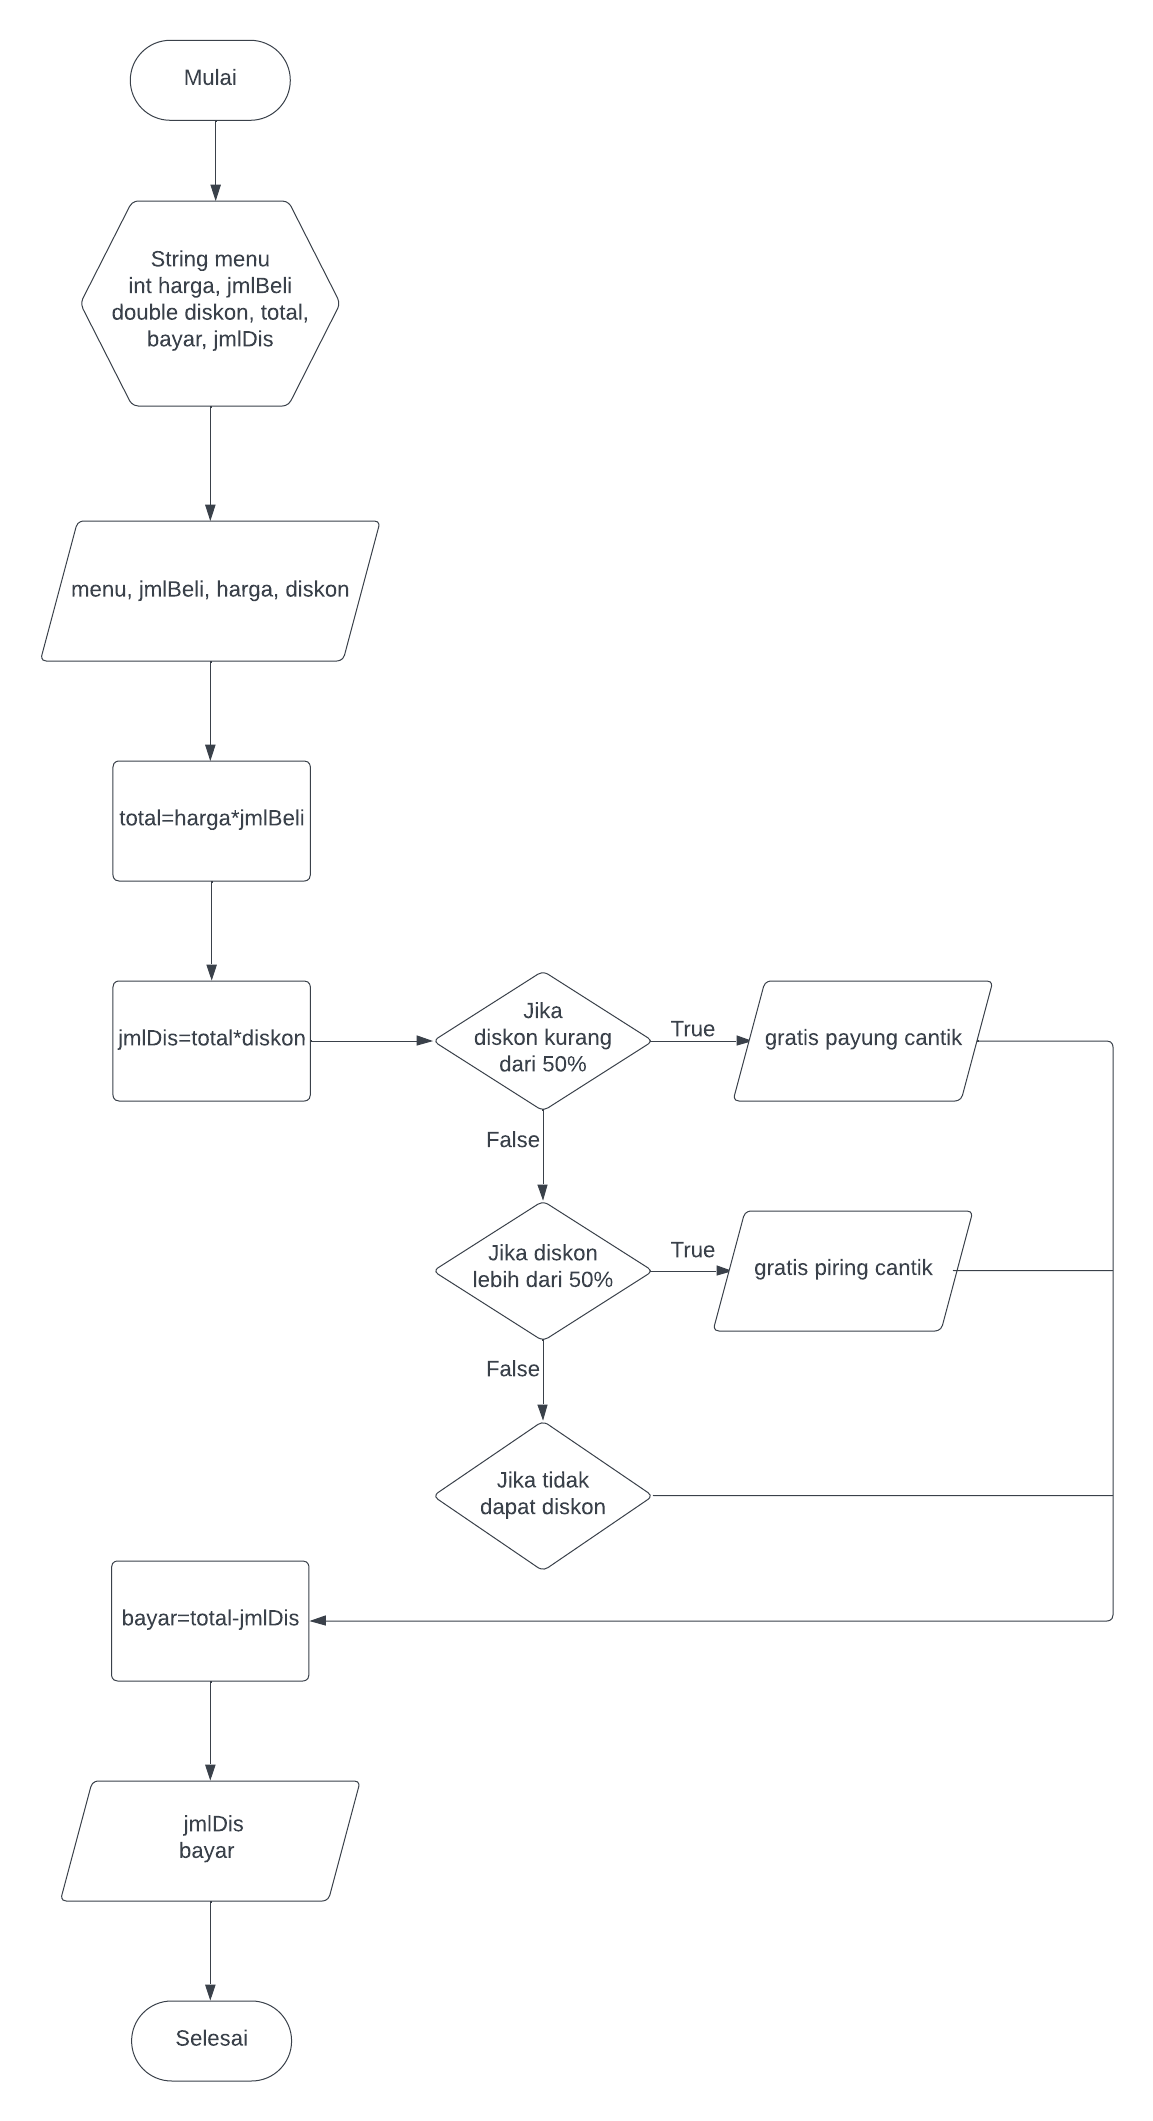 Mulai
String menu
int harga, jmlBeli
double diskon, total,
bayar, jmlDis
menu, jmlBeli, harga, diskon
total=harga*jmlBeli
jmlDis=total*diskon
Jika
diskon kurang
dari 50%
True
gratis payung cantik
False
Jika diskon
lebih dari 50%
True
gratis piring cantik
False
Jika tidak
dapat diskon
bayar=total-jmlDis
jmlDis
bayar
Selesai